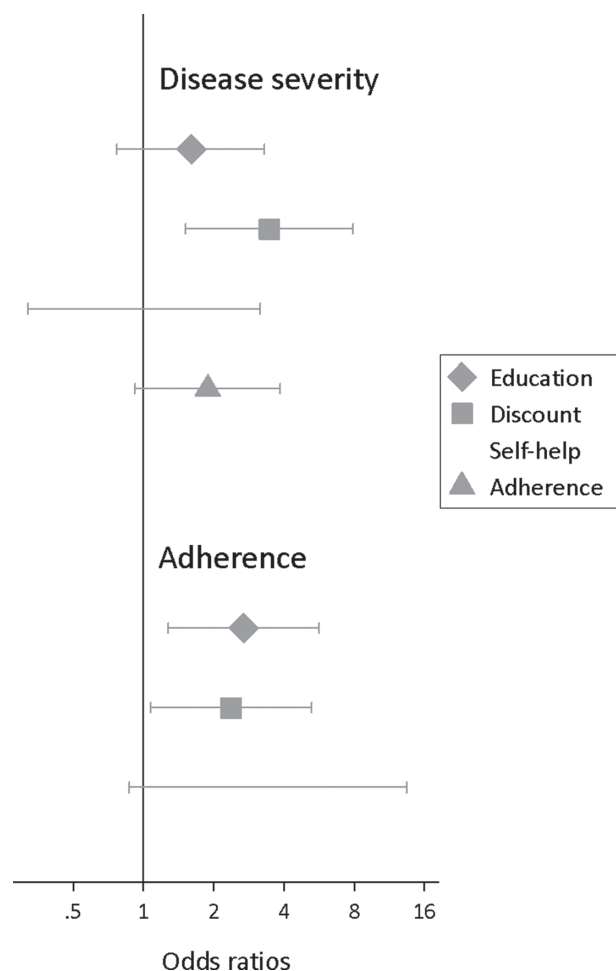 Disease severity
Education
Discount
Self-help
Adherence
Adherence
.5 1 2 4 8 16
Odds ratios